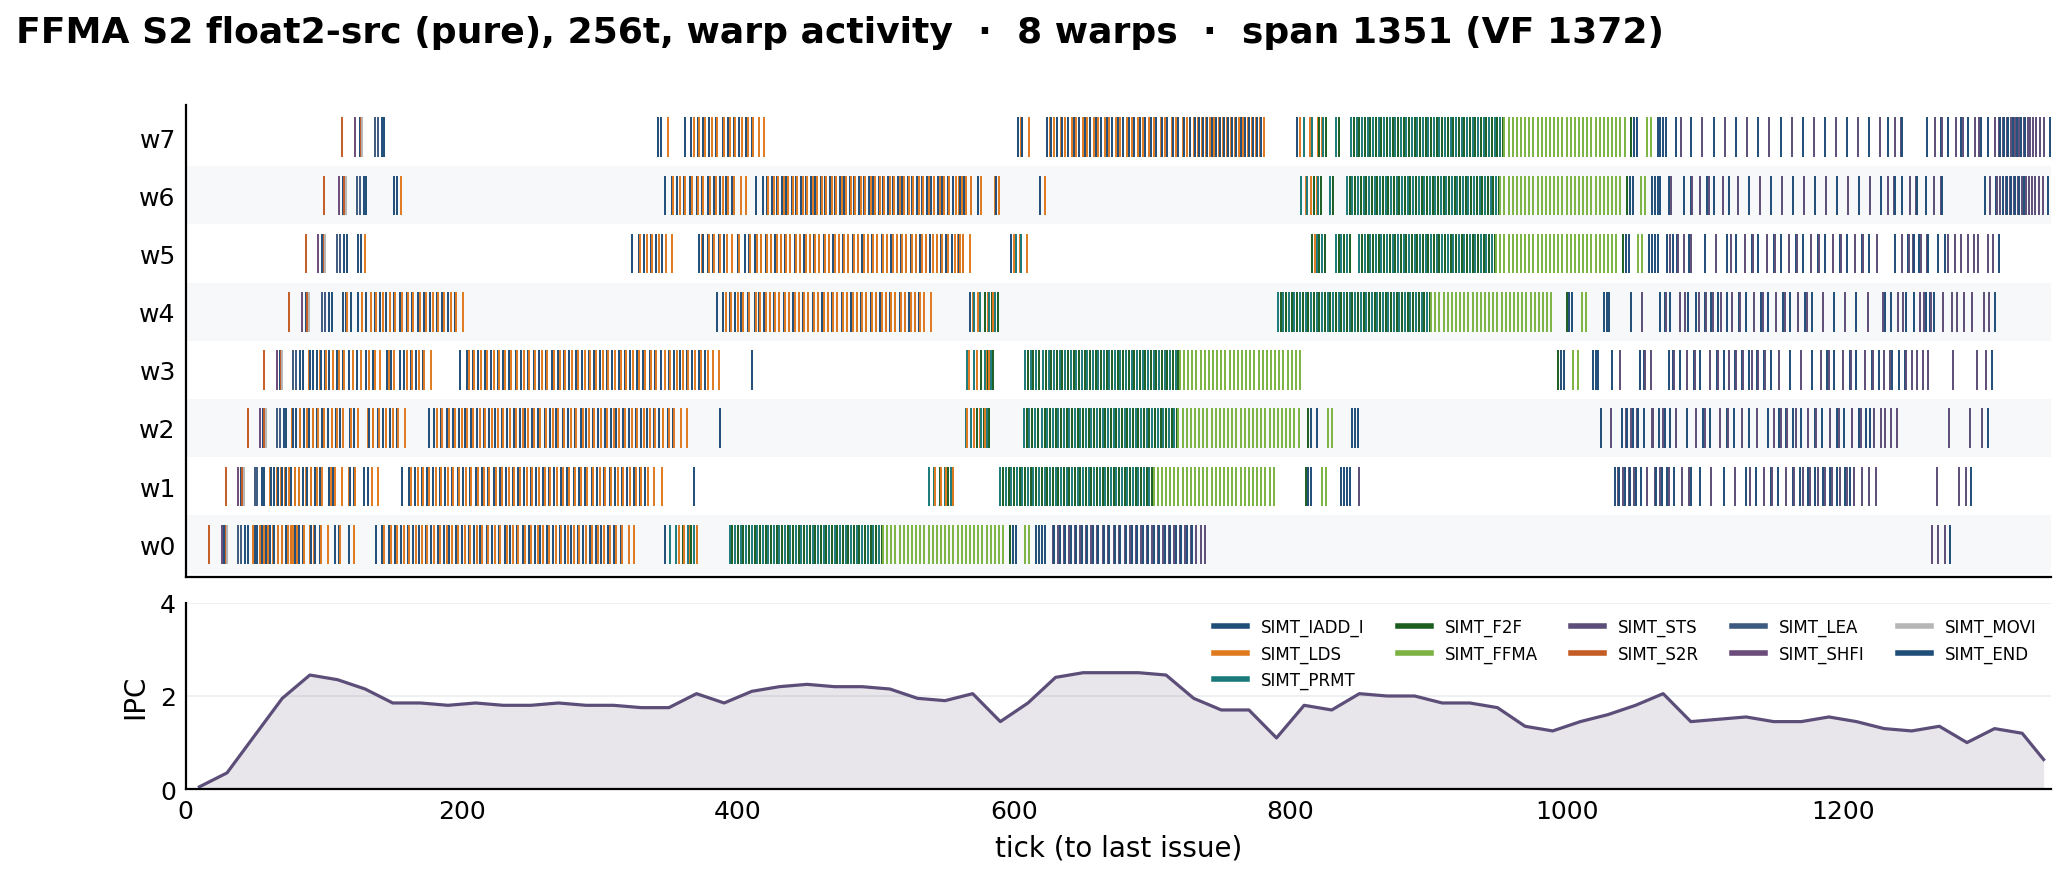 FFMA S2 float2-src (pure), 256t, warp activity · 8 warps · span 1351 (VF 1372)
w7
w6
w5
w4
w3
w2
w1
w0
IPC
4
2
0
SIMT_IADD_I SIMT_F2F SIMT_STS SIMT_LEA SIMT_MOVI
SIMT_LDS SIMT_FFMA SIMT_S2R SIMT_SHFI SIMT_END
SIMT_PRMT
0 200 400 600 800 1000 1200
tick (to last issue)